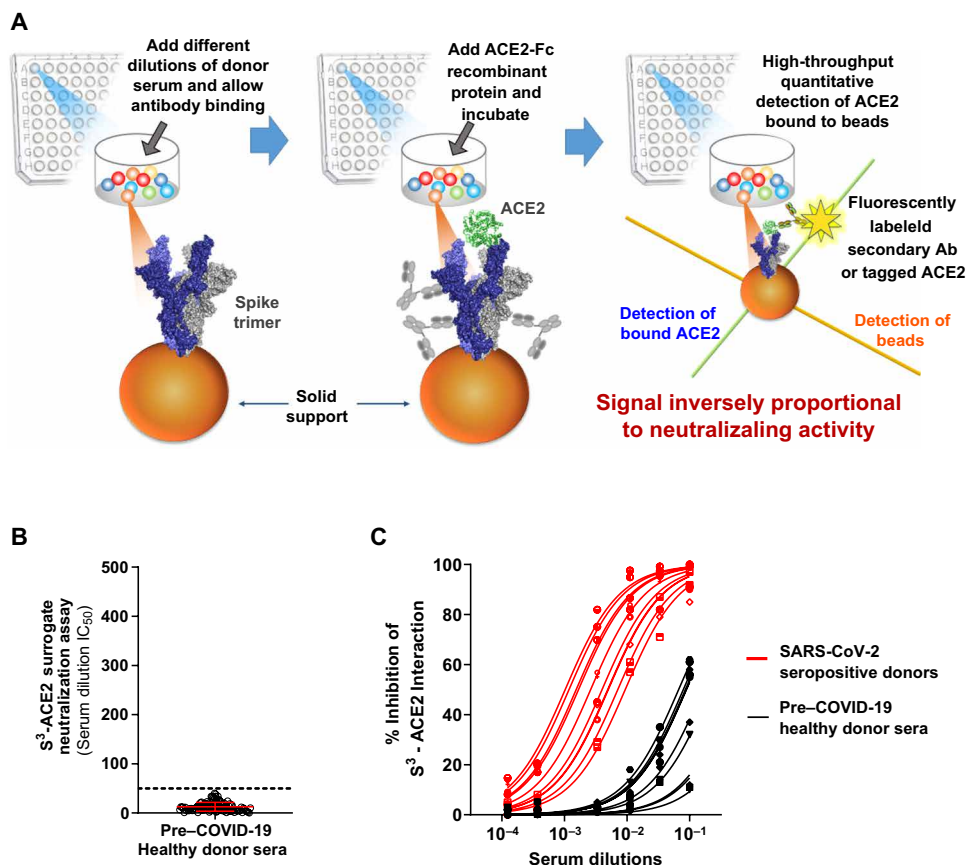 A
Add different
dilutions of donor
serum and allow
antibody binding
Add ACE2-Fc
recombinant
protein and
incubate
High-throughput
quantitative
detection of ACE2
bound to beads
A
B
C
D
E
F
G
H
A
B
C
D
E
F
G
H
A
B
C
D
E
F
G
H
ACE2
Spike
trimer
Solid
support
Fluorescently
labeleld
secondary Ab
or tagged ACE2
Detection of
bound ACE2
Detection of
beads
Signal inversely proportional
to neutralizaling activity
B
S³-ACE2 surrogate
neutralization assay
(Serum dilution IC₅₀)
500
400
300
200
100
0
Pre–COVID-19
Healthy donor sera
C
% Inhibition of
S³ - ACE2 Interaction
100
80
60
40
20
0
10⁻⁴
10⁻³
10⁻²
10⁻¹
Serum dilutions
SARS-CoV-2
seropositive donors
Pre–COVID-19
healthy donor sera